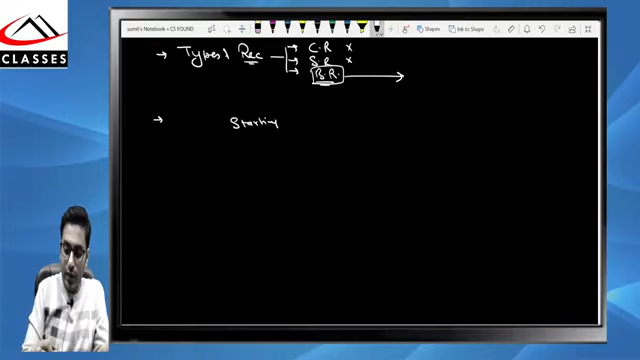 CLASSES
sumit's Notebook » CS FOUND
Shapes
Ink to Shape
→ Types of Rec → C.R x
→ S.R x
→ B.R. →
→ Starting